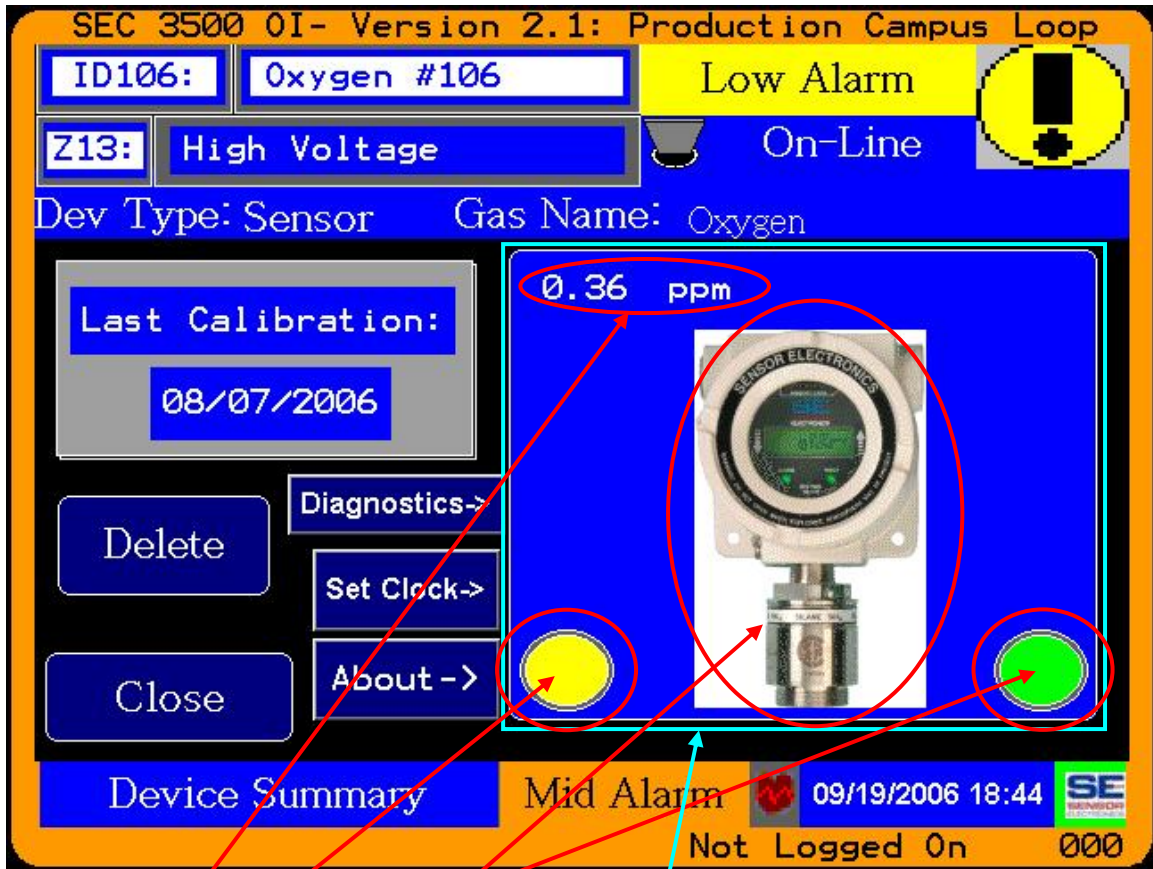 SEC 3500 OI- Version 2.1: Production Campus Loop
ID106: Oxygen #106 Low Alarm
Z13: High Voltage On-Line
Dev Type: Sensor Gas Name: Oxygen
0.36 ppm
Last Calibration:
08/07/2006
SENSOR ELECTRONICS
Diagnostics->
Delete
Set Clock->
About->
Close
Device Summary Mid Alarm 09/19/2006 18:44 SE
SENSOR
ELECTRONICS
Not Logged On 000